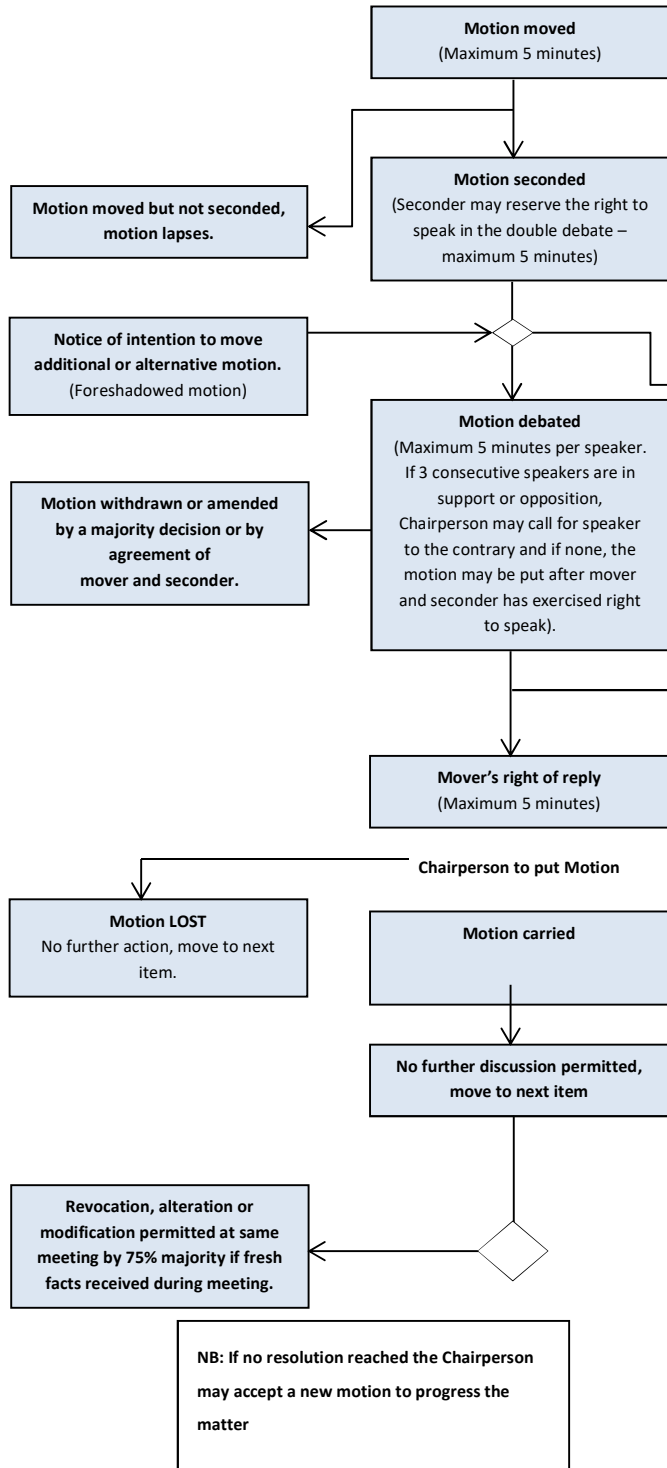 Motion moved
(Maximum 5 minutes)
Motion moved but not seconded,
motion lapses.
Motion seconded
(Seconder may reserve the right to
speak in the double debate –
maximum 5 minutes)
Notice of intention to move
additional or alternative motion.
(Foreshadowed motion)
Motion debated
(Maximum 5 minutes per speaker.
If 3 consecutive speakers are in
support or opposition,
Chairperson may call for speaker
to the contrary and if none, the
motion may be put after mover
and seconder has exercised right
to speak).
Motion withdrawn or amended
by a majority decision or by
agreement of
mover and seconder.
Mover’s right of reply
(Maximum 5 minutes)
Chairperson to put Motion
Motion LOST
No further action, move to next
item.
Motion carried
No further discussion permitted,
move to next item
Revocation, alteration or
modification permitted at same
meeting by 75% majority if fresh
facts received during meeting.
NB: If no resolution reached the Chairperson
may accept a new motion to progress the
matter